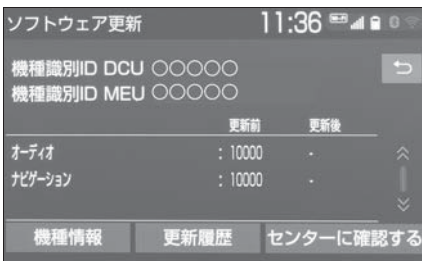 ソフトウェア更新 11:36
機種識別ID DCU ○○○○○
機種識別ID MEU ○○○○○
更新前 更新後
オーディオ : 10000 -
ナビゲーション : 10000 -
機種情報 更新履歴 センターに確認する